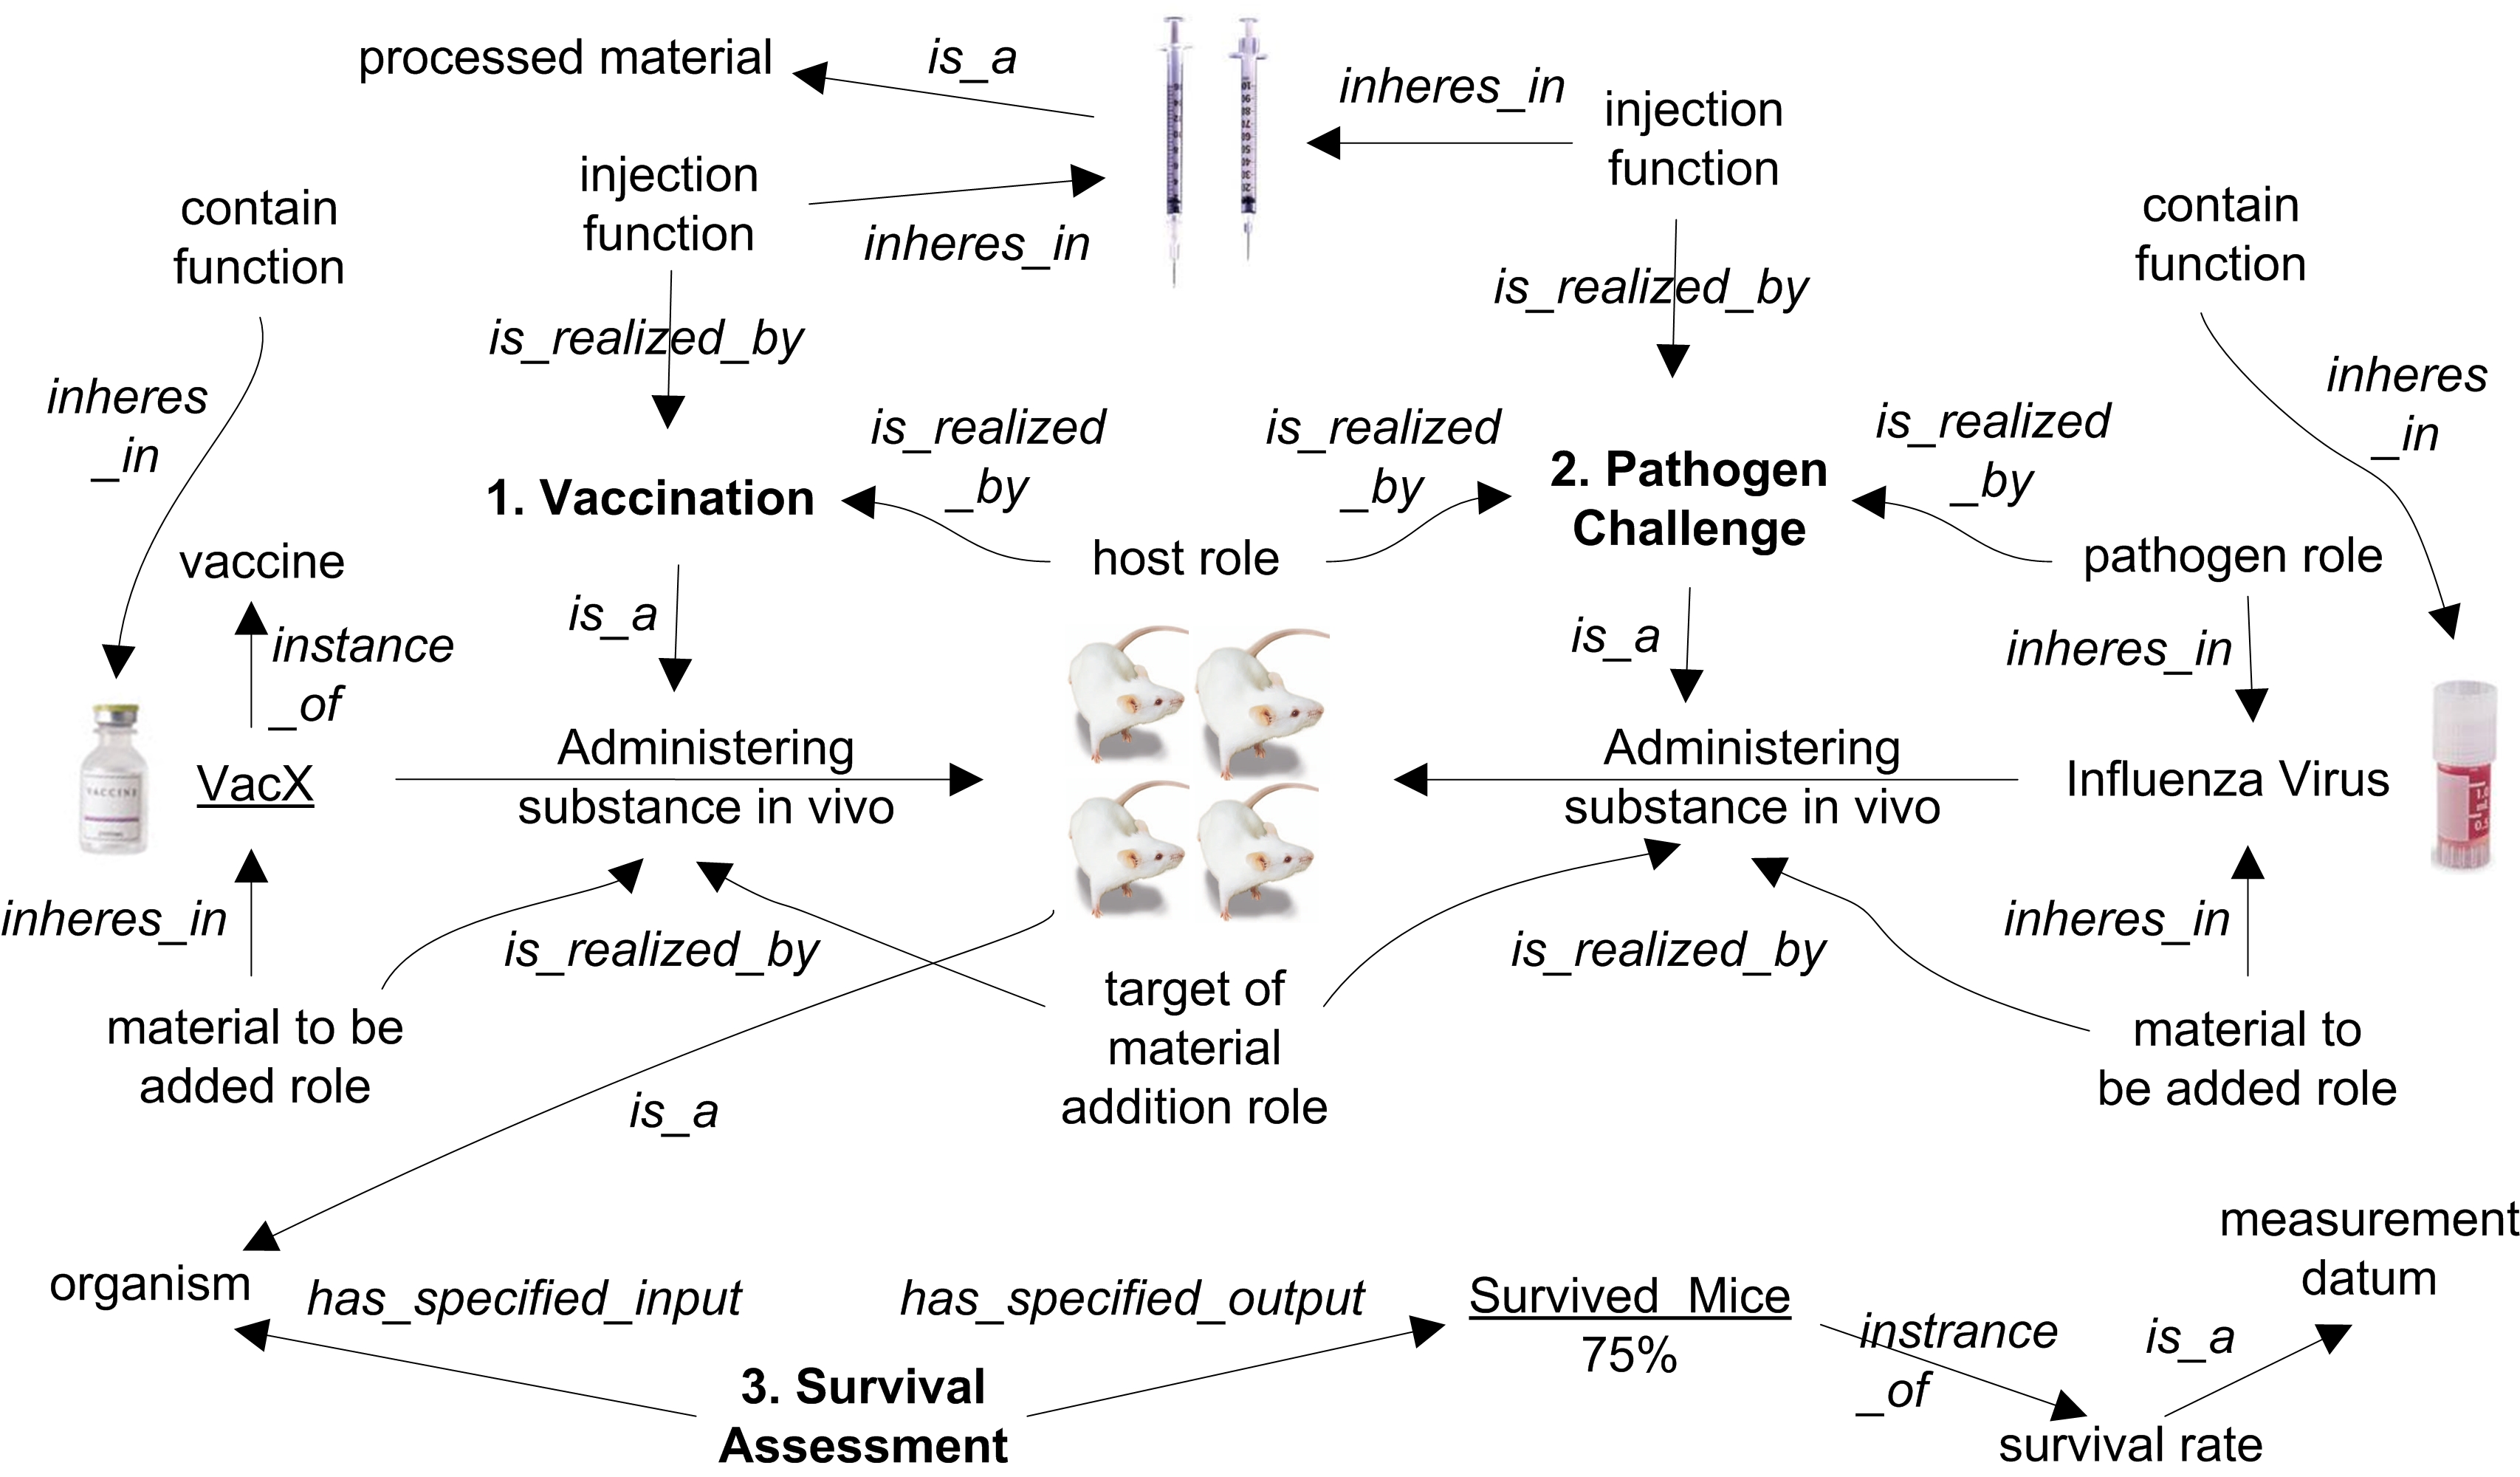 processed material
is_a
inheres_in
injection
function
injection
function
inheres_in
contain
function
contain
function
is_realized_by
is_realized_by
inheres
_in
inheres
_in
is_realized
_by
is_realized
_by
is_realized
_by
1. Vaccination
2. Pathogen
Challenge
host role
pathogen role
vaccine
is_a
is_a
instance
_of
inheres_in
VACCINE
VacX
Administering
substance in vivo
Administering
substance in vivo
Influenza Virus
inheres_in
is_realized_by
is_realized_by
inheres_in
material to be
added role
target of
material
addition role
material to
be added role
is_a
organism
has_specified_input
has_specified_output
Survived_Mice
75%
measurement
datum
instrance
_of
is_a
3. Survival
Assessment
survival rate